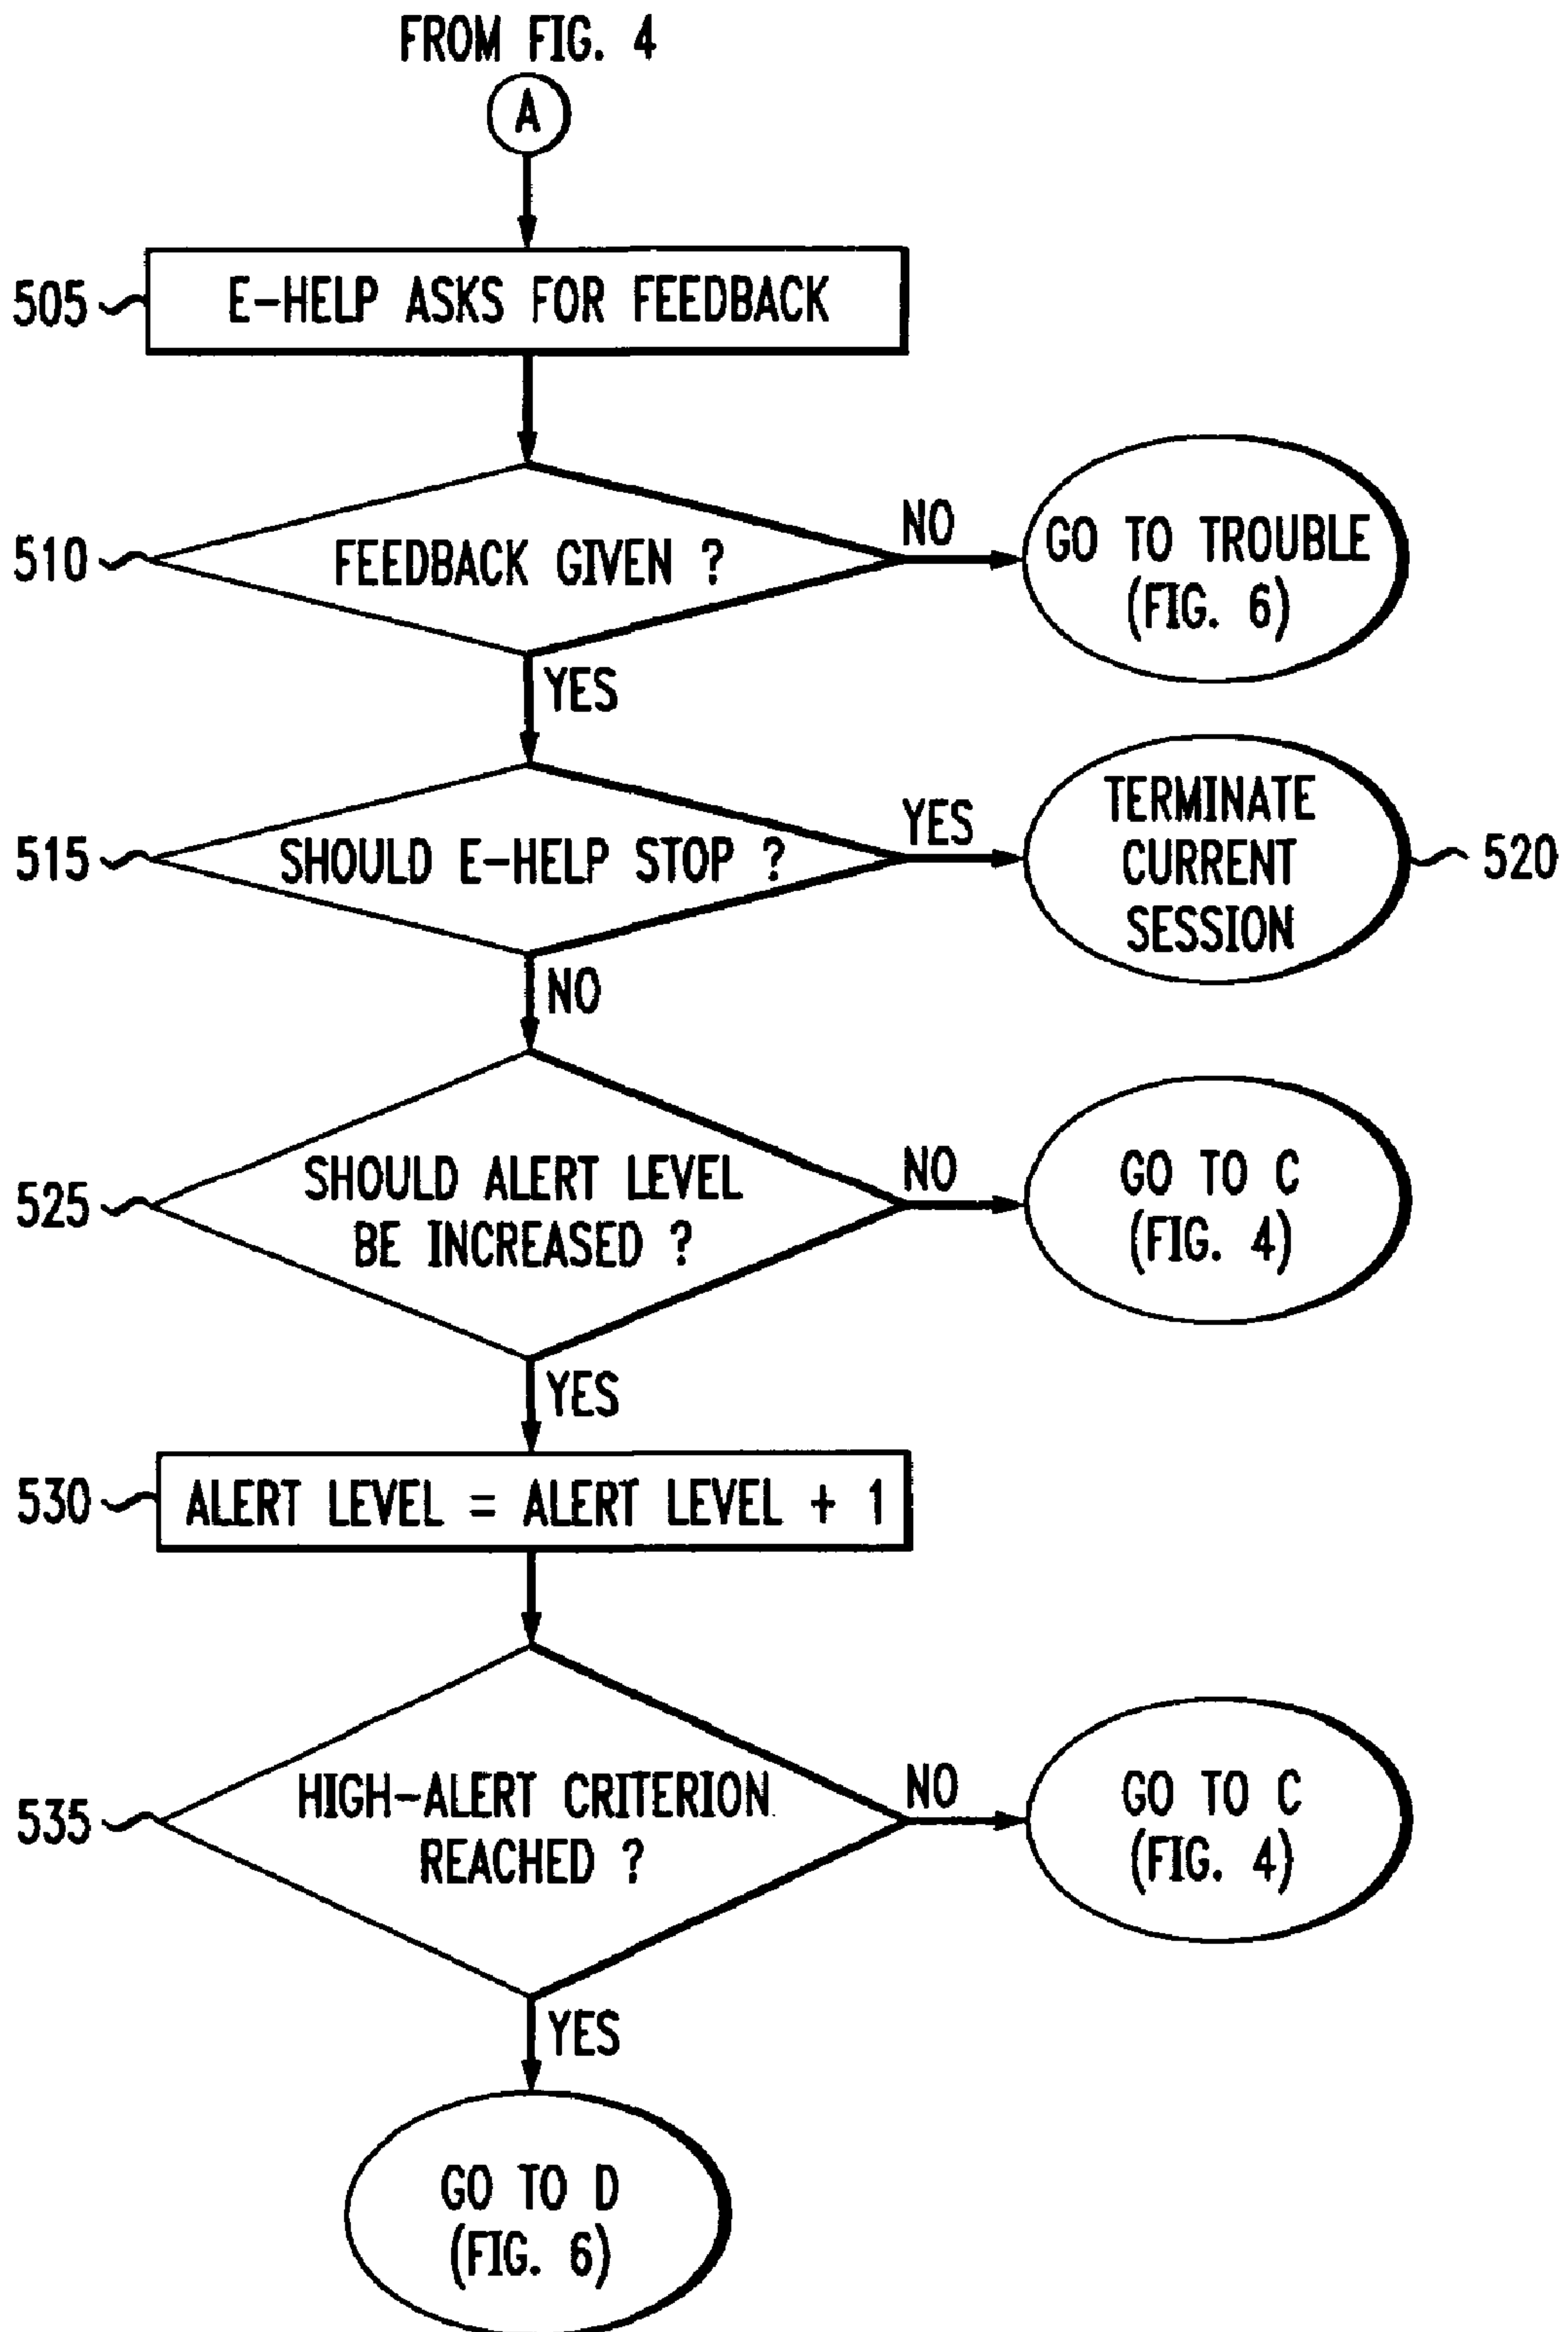 FROM FIG. 4
A
505
E-HELP ASKS FOR FEEDBACK
510
FEEDBACK GIVEN ?
NO
GO TO TROUBLE
(FIG. 6)
YES
515
SHOULD E-HELP STOP ?
YES
TERMINATE
CURRENT
SESSION
520
NO
525
SHOULD ALERT LEVEL
BE INCREASED ?
NO
GO TO C
(FIG. 4)
YES
530
ALERT LEVEL = ALERT LEVEL + 1
535
HIGH-ALERT CRITERION
REACHED ?
NO
GO TO C
(FIG. 4)
YES
GO TO D
(FIG. 6)